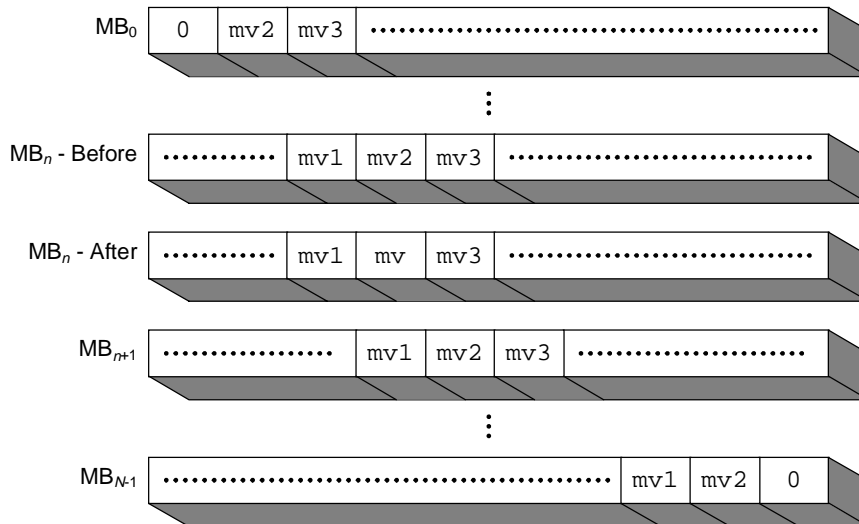 MB0 0 mv2 mv3
MBn - Before mv1 mv2 mv3
MBn - After mv1 mv mv3
MBn+1 mv1 mv2 mv3
MBN-1 mv1 mv2 0